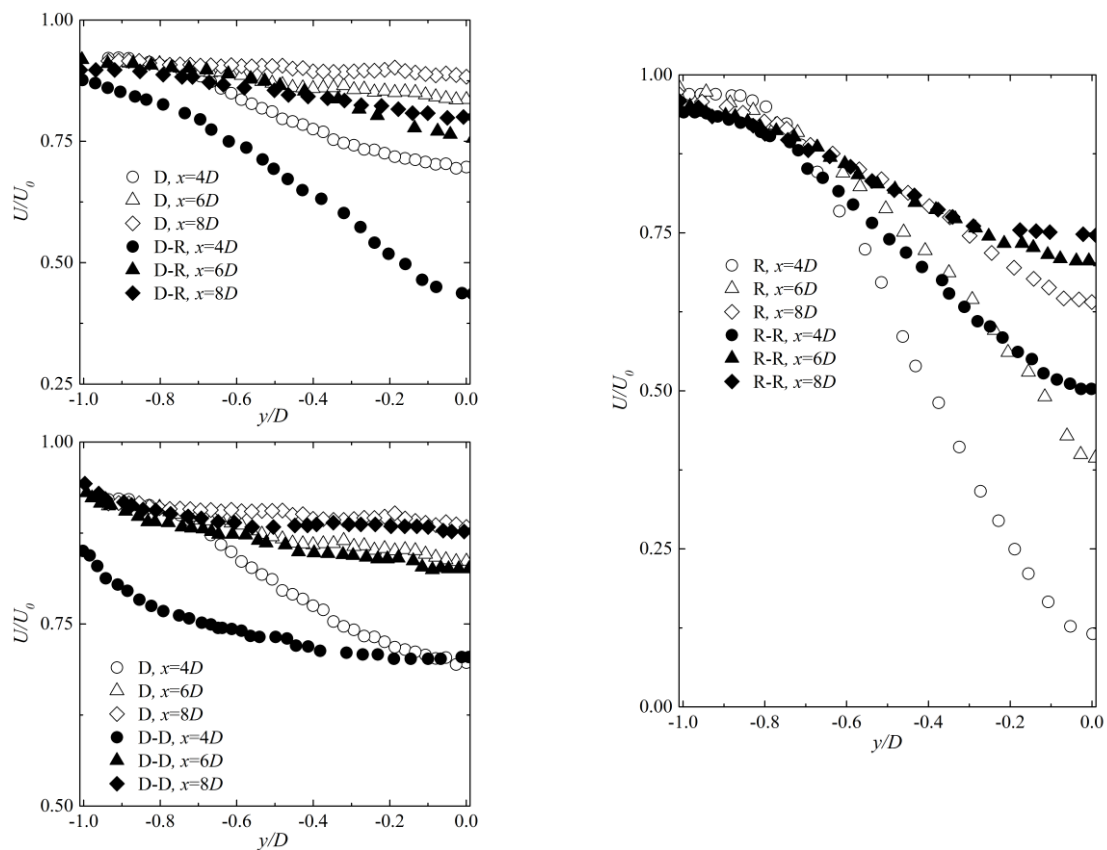 1.00
0.75
0.50
0.25
U/U0
D, x=4D
D, x=6D
D, x=8D
D-R, x=4D
D-R, x=6D
D-R, x=8D
-1.0 -0.8 -0.6 -0.4 -0.2 0.0
y/D
1.00
0.75
0.50
U/U0
D, x=4D
D, x=6D
D, x=8D
D-D, x=4D
D-D, x=6D
D-D, x=8D
-1.0 -0.8 -0.6 -0.4 -0.2 0.0
y/D
1.00
0.75
0.50
0.25
0.00
U/U0
R, x=4D
R, x=6D
R, x=8D
R-R, x=4D
R-R, x=6D
R-R, x=8D
-1.0 -0.8 -0.6 -0.4 -0.2 0.0
y/D